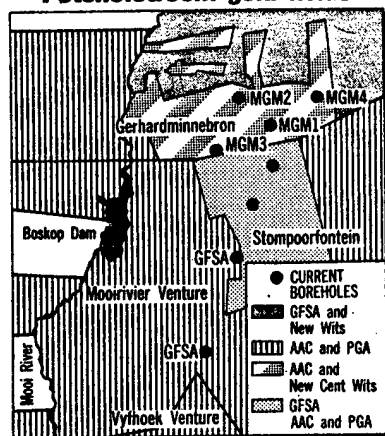 MGM2
MGM4
Gerhardminnebron
MGM1
MGM3
Boskop Dam
Stompoorfontein
GFSA
Mooirivier Venture
Mooi River
GFSA
Vyfhoek Venture
CURRENT
BOREHOLES
GFSA and
New Wits
AAC and PGA
AAC and
New Cent Wits
GFSA
AAC and PGA